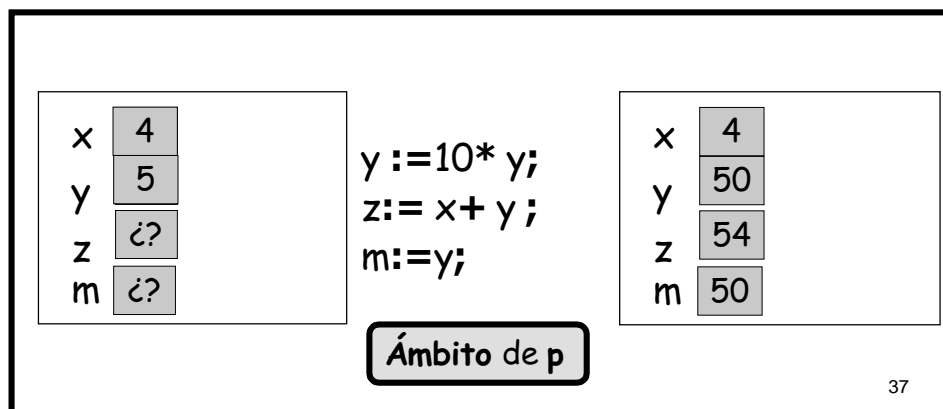 x 4
y 5
z ¿?
m ¿?
y :=10* y;
z:= x+ y ;
m:=y;
x 4
y 50
z 54
m 50
Ámbito de p
37